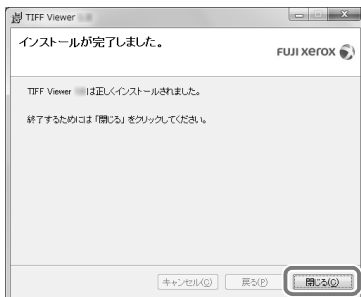 TIFF Viewer
インストールが完了しました。
FUJI XEROX
TIFF Viewer は正しくインストールされました。
終了するためには「閉じる」をクリックしてください。
キャンセル(C)
戻る(P)
閉じる(C)